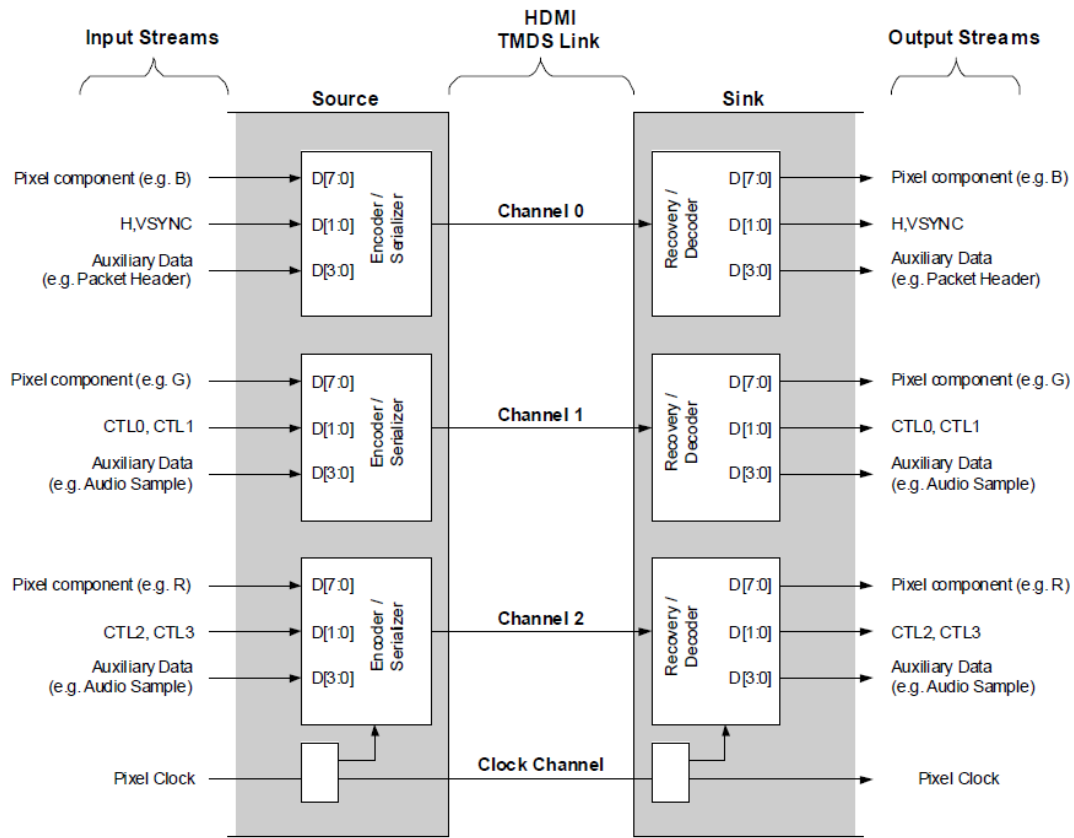 HDMI
TMDS Link
Input Streams
Output Streams
Source
Sink
Pixel component (e.g. B)
D[7:0]
H,VSYNC
D[1:0]
Auxiliary Data
(e.g. Packet Header)
D[3:0]
Encoder /
Serializer
Channel 0
Recovery /
Decoder
D[7:0]
D[1:0]
D[3:0]
Pixel component (e.g. B)
H,VSYNC
Auxiliary Data
(e.g. Packet Header)
Pixel component (e.g. G)
D[7:0]
CTL0, CTL1
D[1:0]
Auxiliary Data
(e.g. Audio Sample)
D[3:0]
Encoder /
Serializer
Channel 1
Recovery /
Decoder
D[7:0]
D[1:0]
D[3:0]
Pixel component (e.g. G)
CTL0, CTL1
Auxiliary Data
(e.g. Audio Sample)
Pixel component (e.g. R)
D[7:0]
CTL2, CTL3
D[1:0]
Auxiliary Data
(e.g. Audio Sample)
D[3:0]
Encoder /
Serializer
Channel 2
Recovery /
Decoder
D[7:0]
D[1:0]
D[3:0]
Pixel component (e.g. R)
CTL2, CTL3
Auxiliary Data
(e.g. Audio Sample)
Pixel Clock
Clock Channel
Pixel Clock